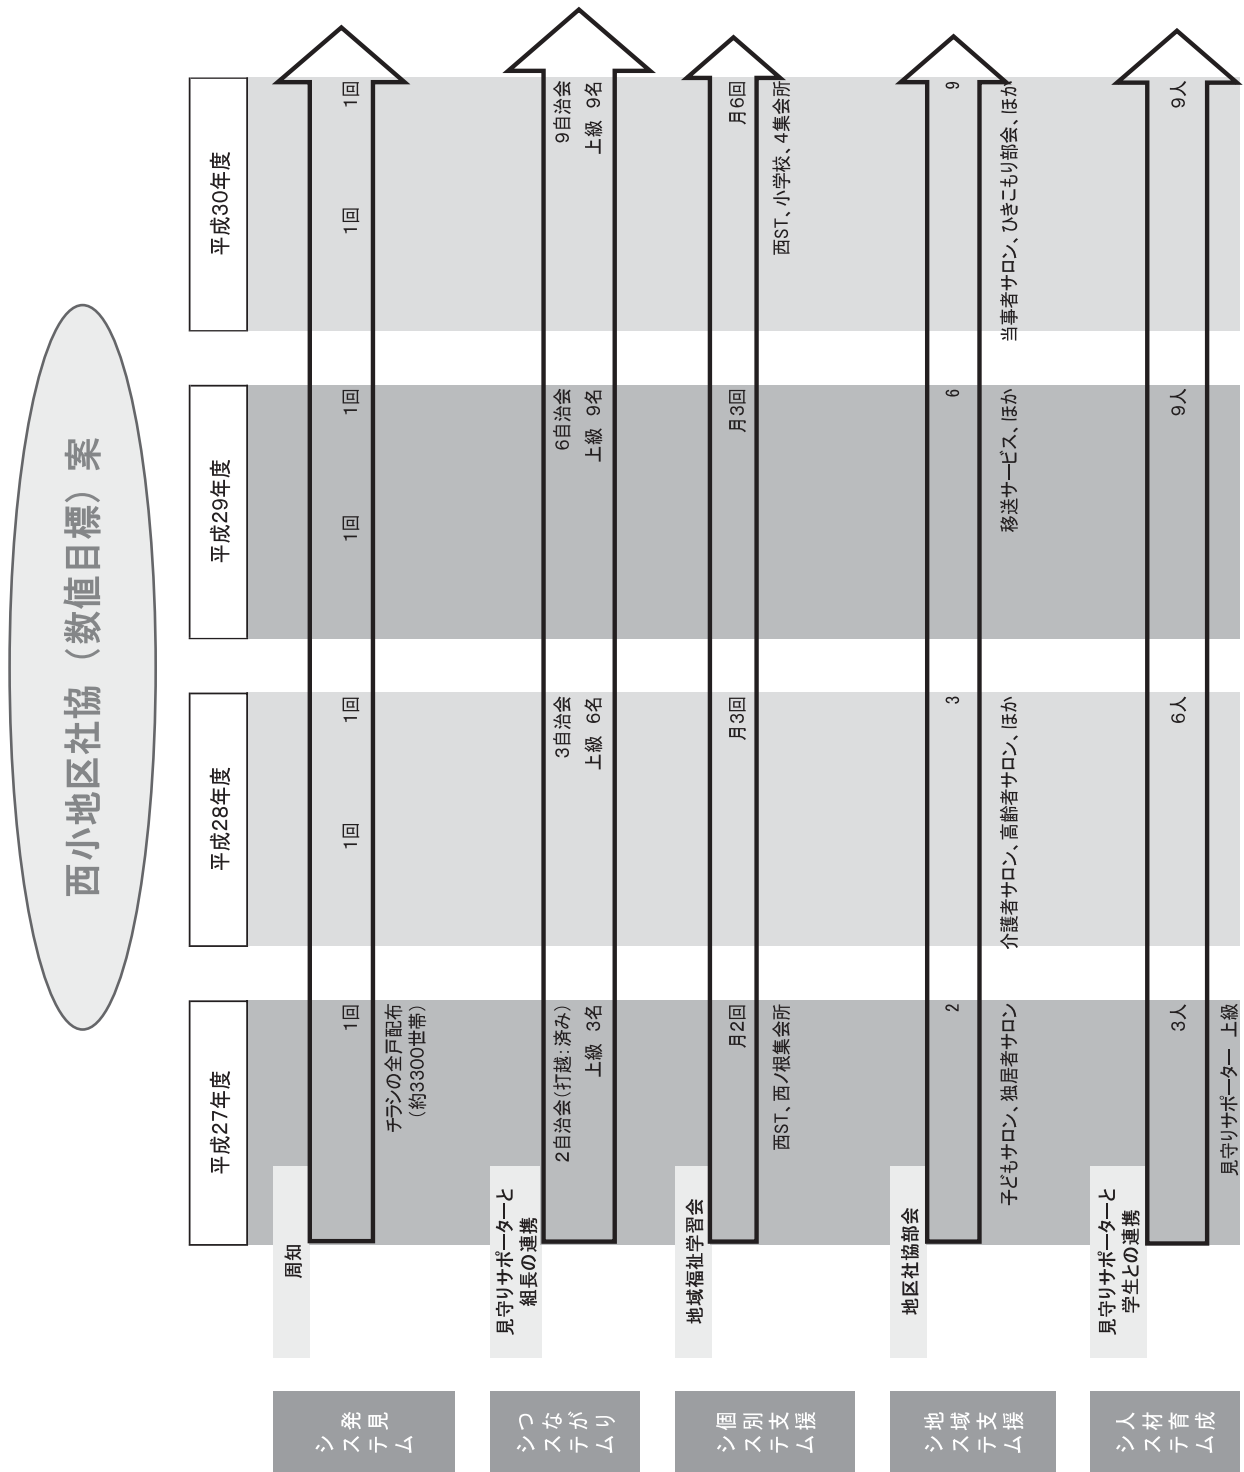 西小地区社協（数値目標）案
平成27年度
平成28年度
平成29年度
平成30年度
発見
システム
周知
1回
1回
1回
1回
1回
1回
1回
チラシの全戸配布
（約3300世帯）
つながり
システム
見守りサポーターと
組長の連携
2自治会（打越：済み）
上級 3名
3自治会
上級 6名
6自治会
上級 9名
9自治会
上級 9名
個別支援
システム
地域福祉学習会
月2回
月3回
月3回
月6回
西ST、西ノ根集会所
西ST、小学校、4集会所
地域支援
システム
地区社協部会
2
3
6
9
子どもサロン、独居者サロン
介護者サロン、高齢者サロン、ほか
移送サービス、ほか
当事者サロン、ひきこもり部会、ほか
人材育成
システム
見守りサポーターと
学生との連携
3人
6人
9人
9人
見守りサポーター 上級